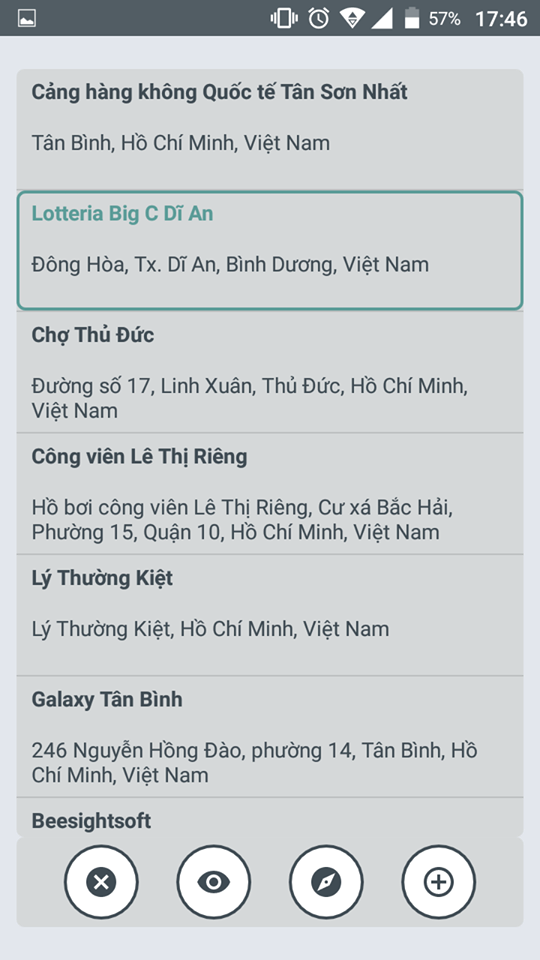 57% 17:46
Cảng hàng không Quốc tế Tân Sơn Nhất
Tân Bình, Hồ Chí Minh, Việt Nam
Lotteria Big C Dĩ An
Đông Hòa, Tx. Dĩ An, Bình Dương, Việt Nam
Chợ Thủ Đức
Đường số 17, Linh Xuân, Thủ Đức, Hồ Chí Minh,
Việt Nam
Công viên Lê Thị Riêng
Hồ bơi công viên Lê Thị Riêng, Cư xá Bắc Hải,
Phường 15, Quận 10, Hồ Chí Minh, Việt Nam
Lý Thường Kiệt
Lý Thường Kiệt, Hồ Chí Minh, Việt Nam
Galaxy Tân Bình
246 Nguyễn Hồng Đào, phường 14, Tân Bình, Hồ
Chí Minh, Việt Nam
Beesightsoft